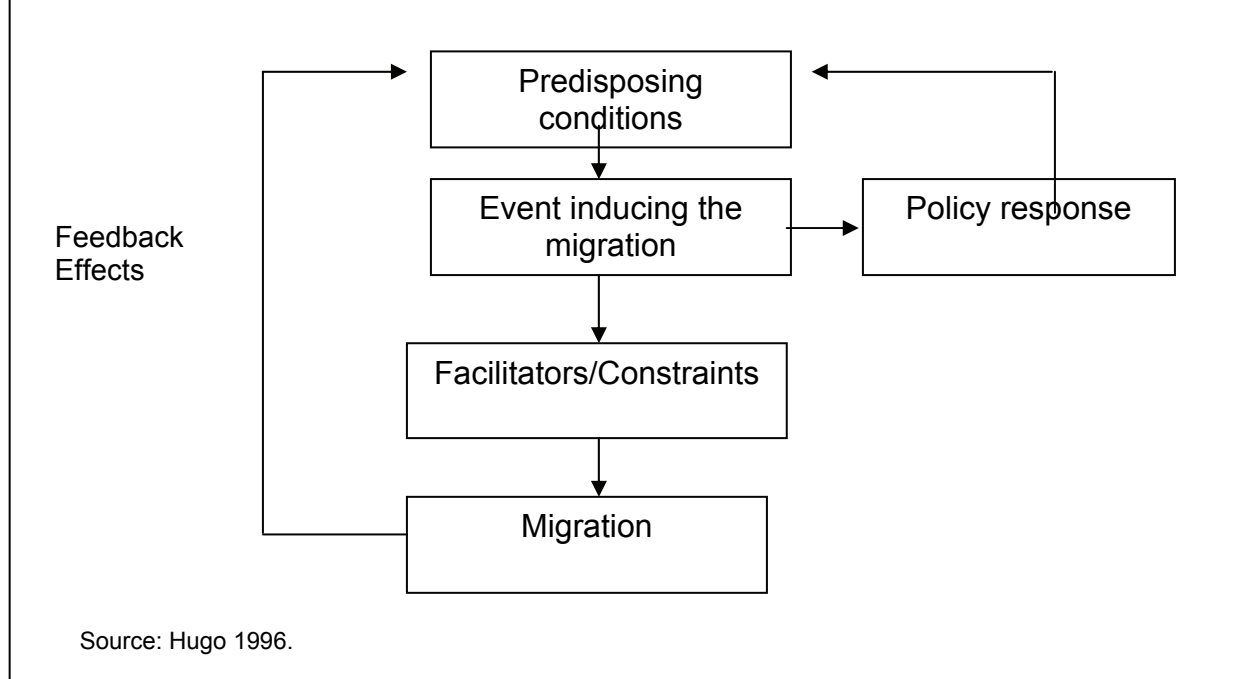 Predisposing
conditions
Event inducing the
migration
Policy response
Feedback
Effects
Facilitators/Constraints
Migration
Source: Hugo 1996.